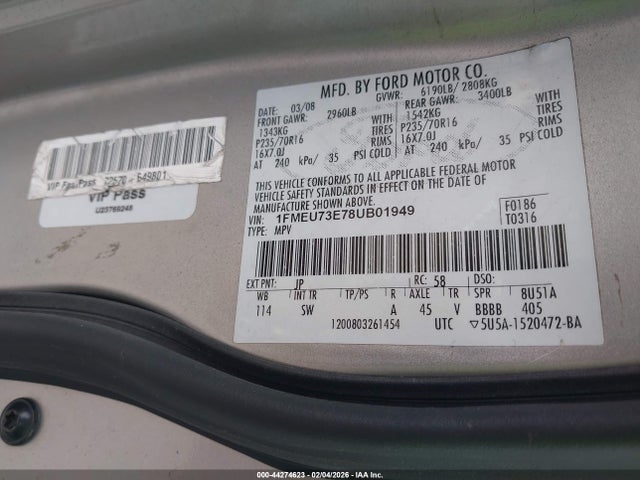 MFD. BY FORD MOTOR CO.
DATE: 03/08 GVWR: 6190LB/ 2808KG
FRONT GAWR: 2960LB REAR GAWR: 3400LB
1343KG WITH 1542KG WITH
P235/70R16 TIRES P235/70R16 TIRES
16X7.0J RIMS 16X7.0J RIMS
AT 240 kPa/ 35 PSI COLD AT 240 kPa/ 35 PSI COLD
THIS VEHICLE CONFORMS TO ALL APPLICABLE FEDERAL MOTOR
VEHICLE SAFETY STANDARDS IN EFFECT ON THE DATE OF
MANUFACTURE SHOWN ABOVE.
VIN: 1FMEU73E78UB01949
TYPE: MPV
F0186
T0316
EXT PNT: JP RC: 58 DSO:
WB INT TR TP/PS R AXLE TR SPR 8U51A
114 SW A 45 V BBBB 405
1200803261454 UTC ▽5U5A-1520472-BA
649801
VIP Pass
U25769248
000-44274623 - 02/04/2026 - IAA Inc.